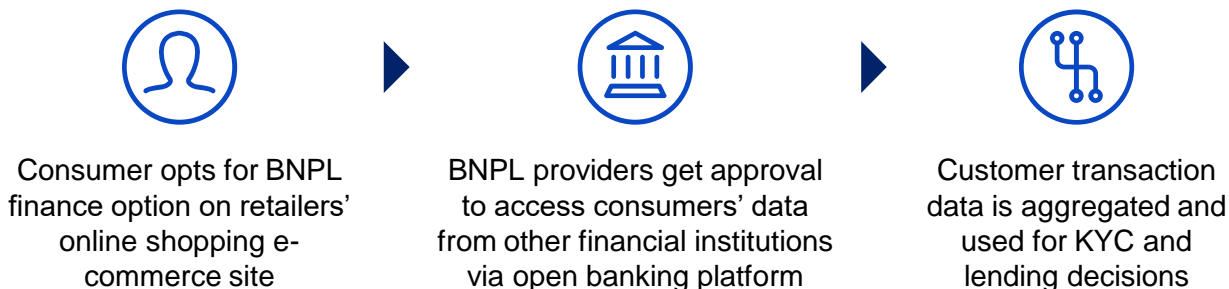 Consumer opts for BNPL
finance option on retailers’
online shopping e-
commerce site
BNPL providers get approval
to access consumers’ data
from other financial institutions
via open banking platform
Customer transaction
data is aggregated and
used for KYC and
lending decisions